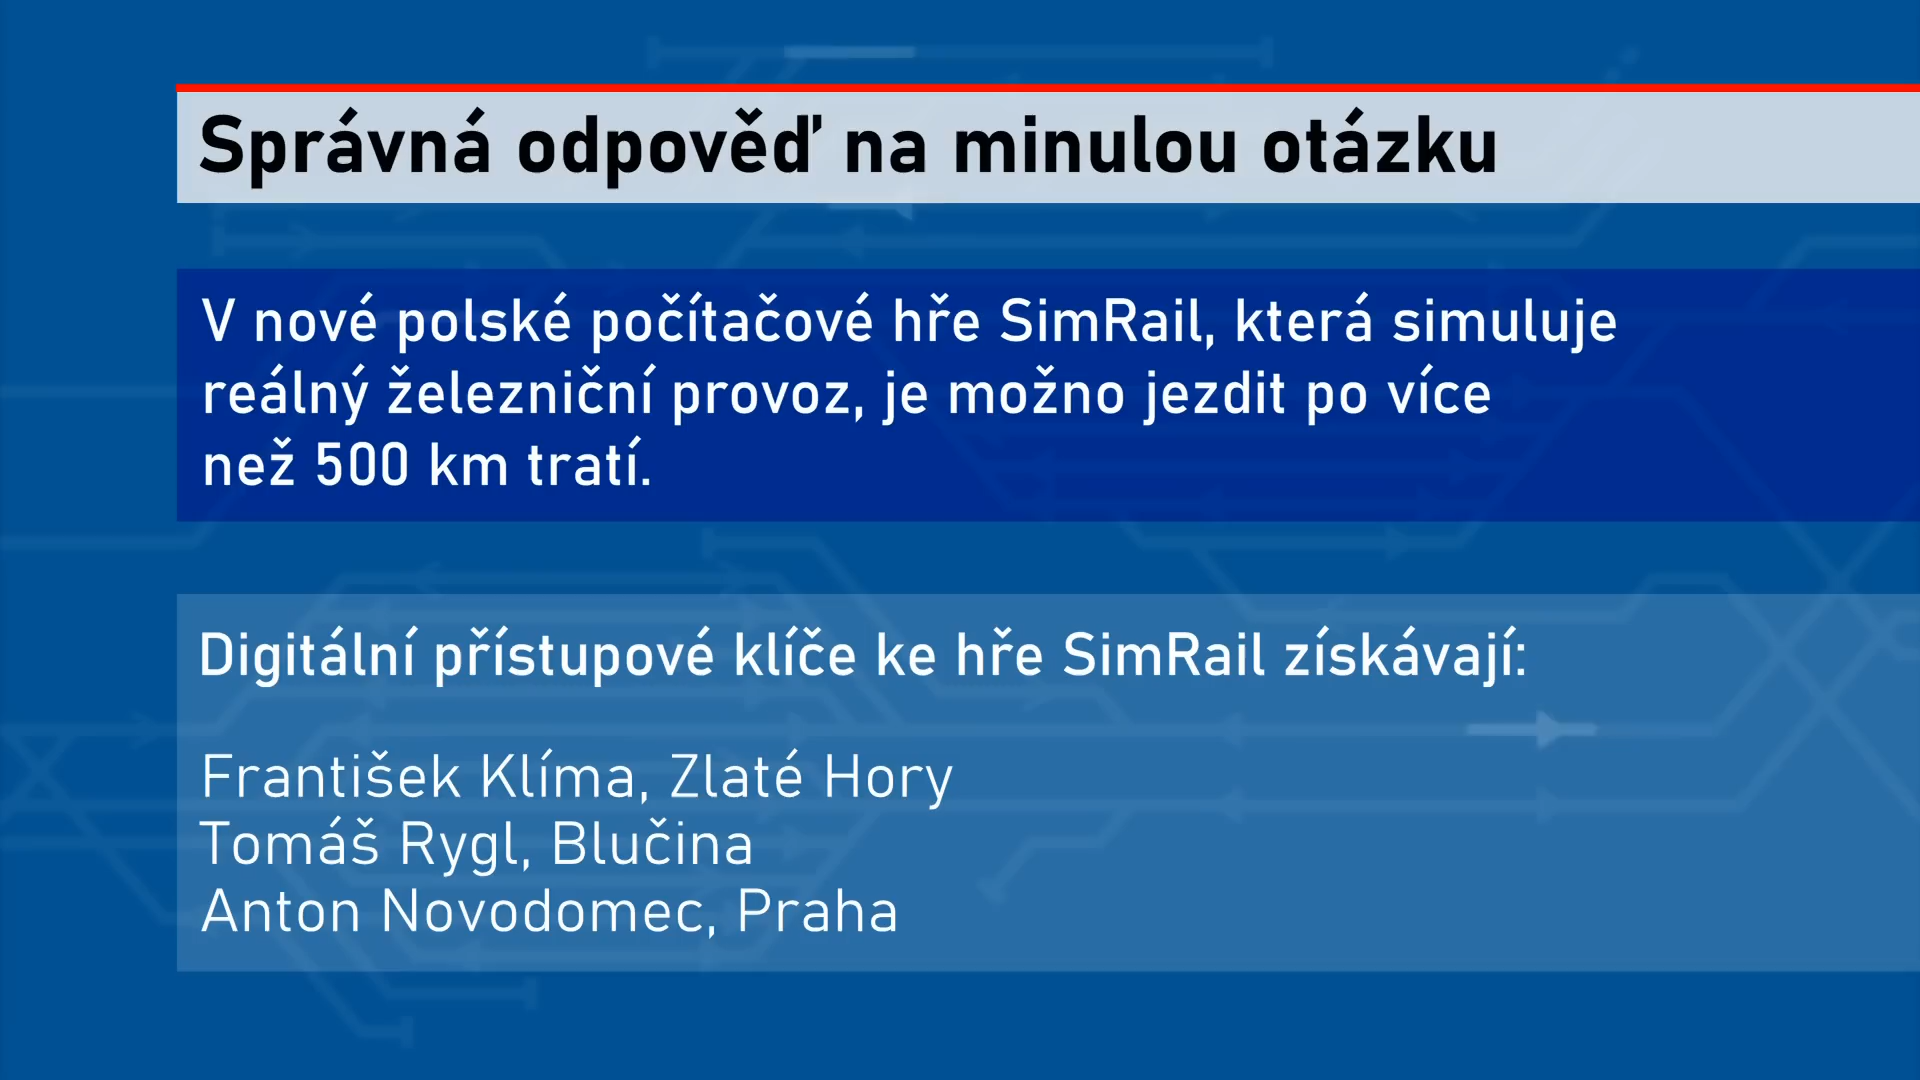 Správná odpověď na minulou otázku
V nové polské počítačové hře SimRail, která simuluje
reálný železniční provoz, je možno jezdit po více
než 500 km tratí.
Digitální přístupové klíče ke hře SimRail získávají:
František Klíma, Zlaté Hory
Tomáš Rygl, Blučina
Anton Novodomec, Praha